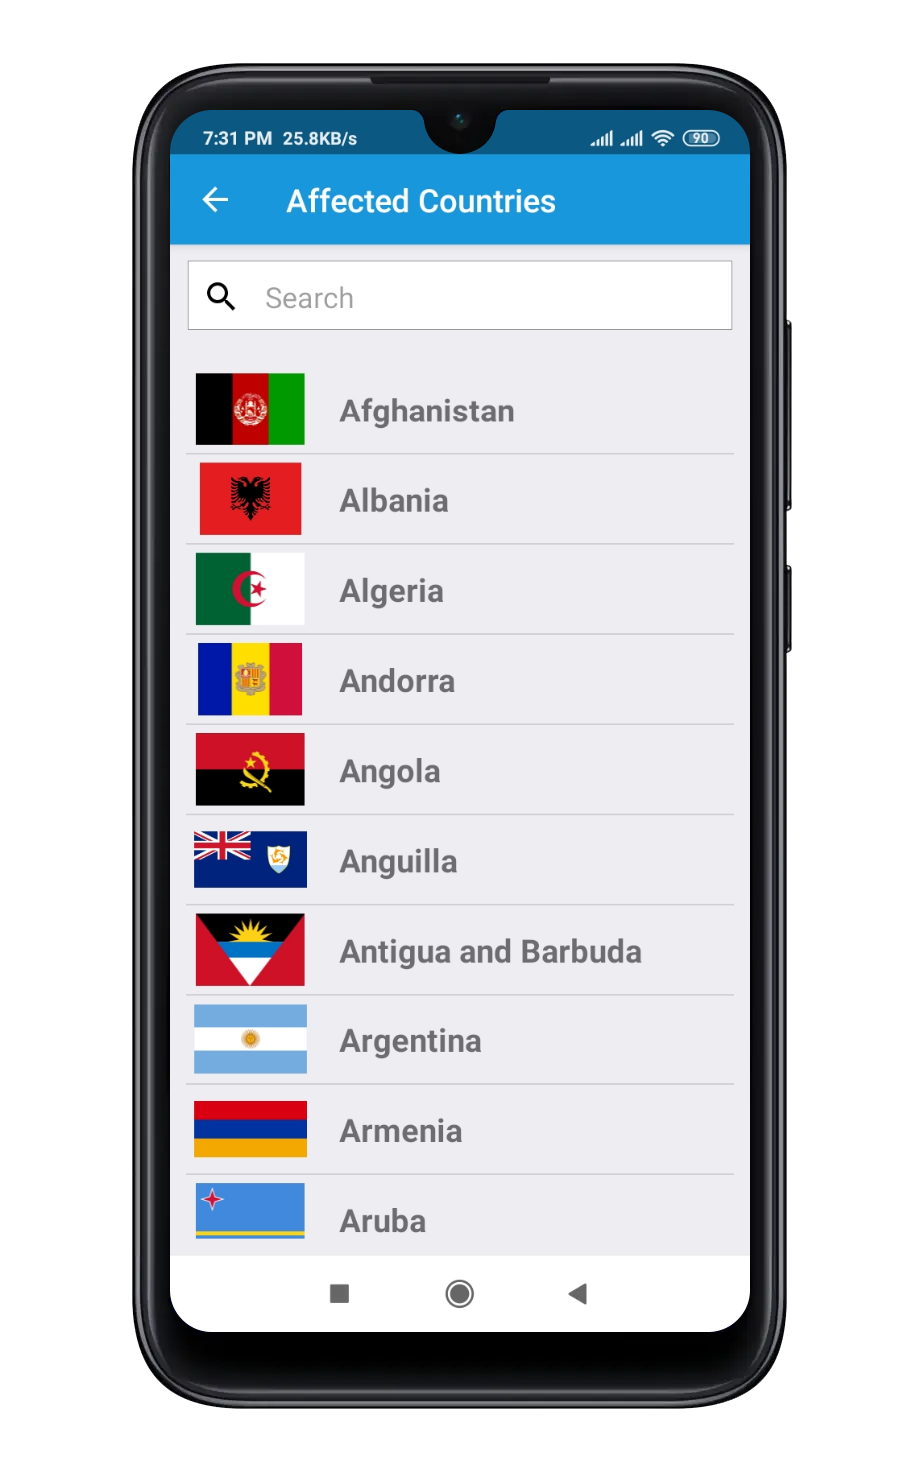 7:31 PM 25.8KB/s 90
Affected Countries
Search
Afghanistan
Albania
Algeria
Andorra
Angola
Anguilla
Antigua and Barbuda
Argentina
Armenia
Aruba